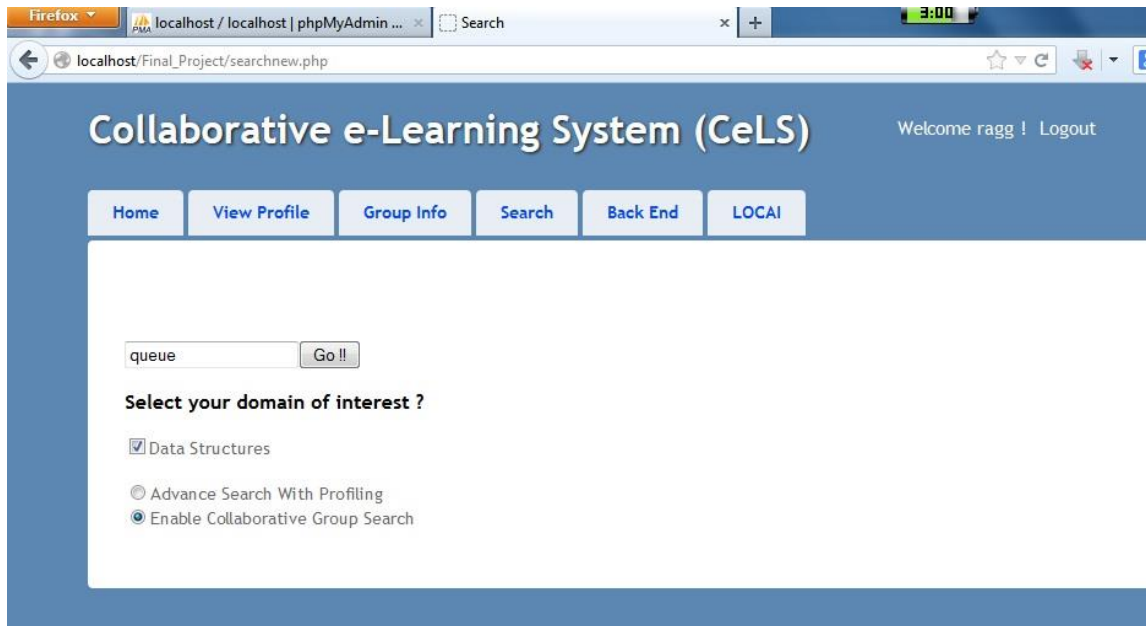 Firefox
PMA localhost / localhost | phpMyAdmin ... × Search × +
3:00
localhost/Final_Project/searchnew.php
Collaborative e-Learning System (CeLS)
Welcome ragg ! Logout
Home View Profile Group Info Search Back End LOCAI
queue Go !!
Select your domain of interest ?
Data Structures
Advance Search With Profiling
Enable Collaborative Group Search